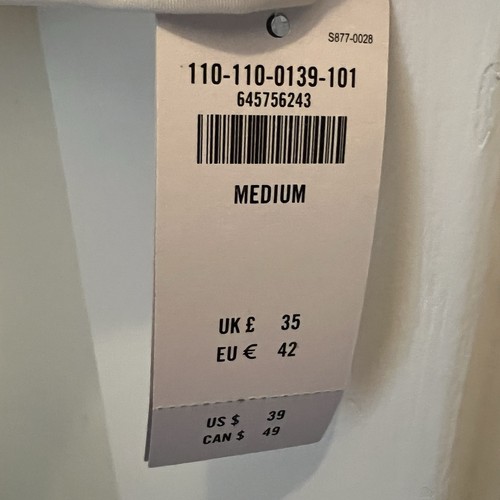 S877-0028
110-110-0139-101
645756243
MEDIUM
UK £ 35
EU € 42
US $ 39
CAN $ 49